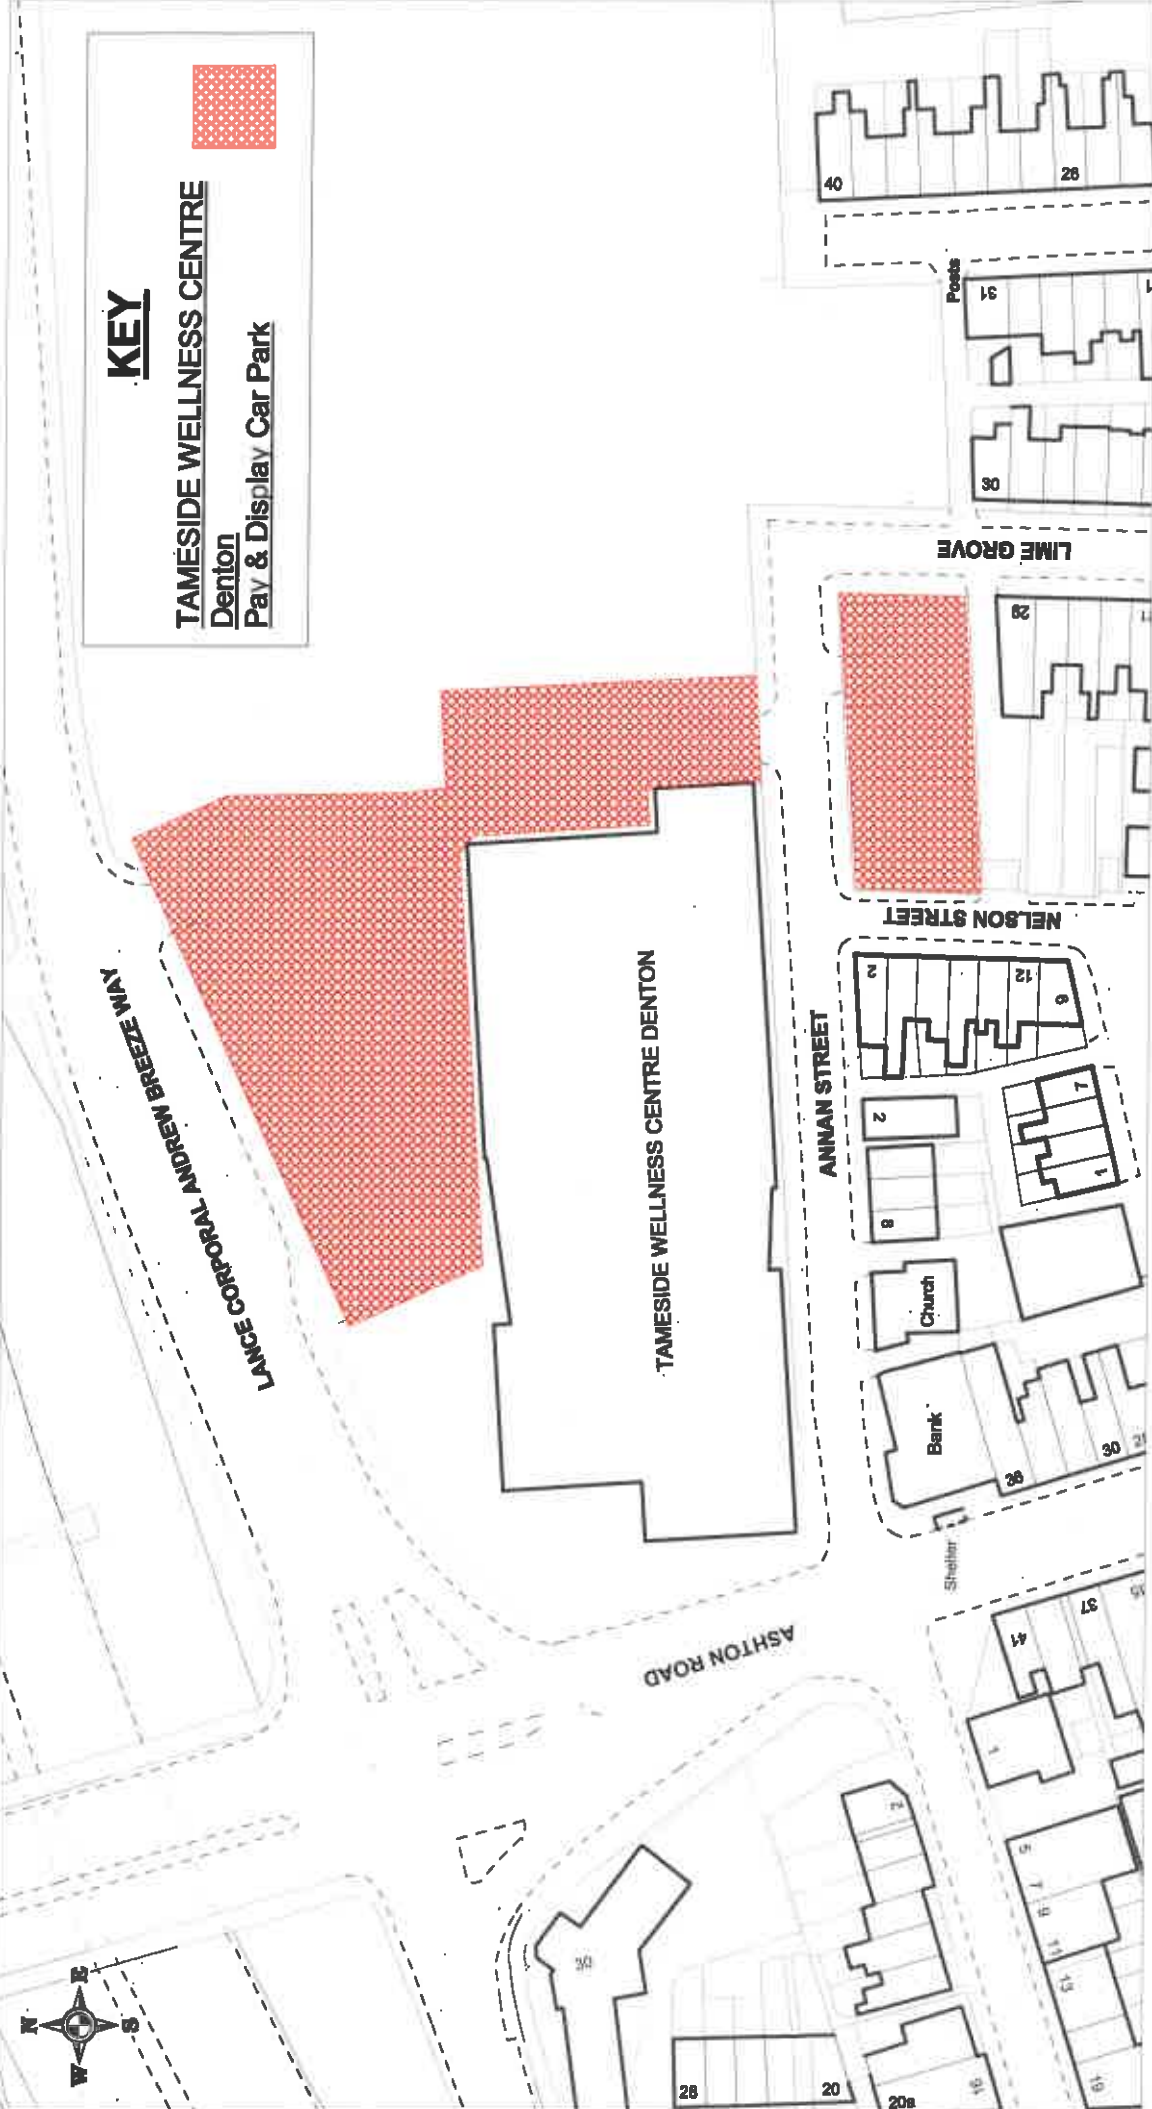 KEY
TAMESIDE WELLNESS CENTRE
Denton
Pay & Display Car Park
N
E
S
W
LANCE CORPORAL ANDREW BREEZE WAY
TAMESIDE WELLNESS CENTRE DENTON
ANNAN STREET
NELSON STREET
LIME GROVE
ASHTON ROAD
Posts
Church
Bank
Shelter
40
26
31
30
29
2
12
6
2
8
7
1
38
30
41
37
1
5
7
9
11
13
19
2
30
28
20
20a